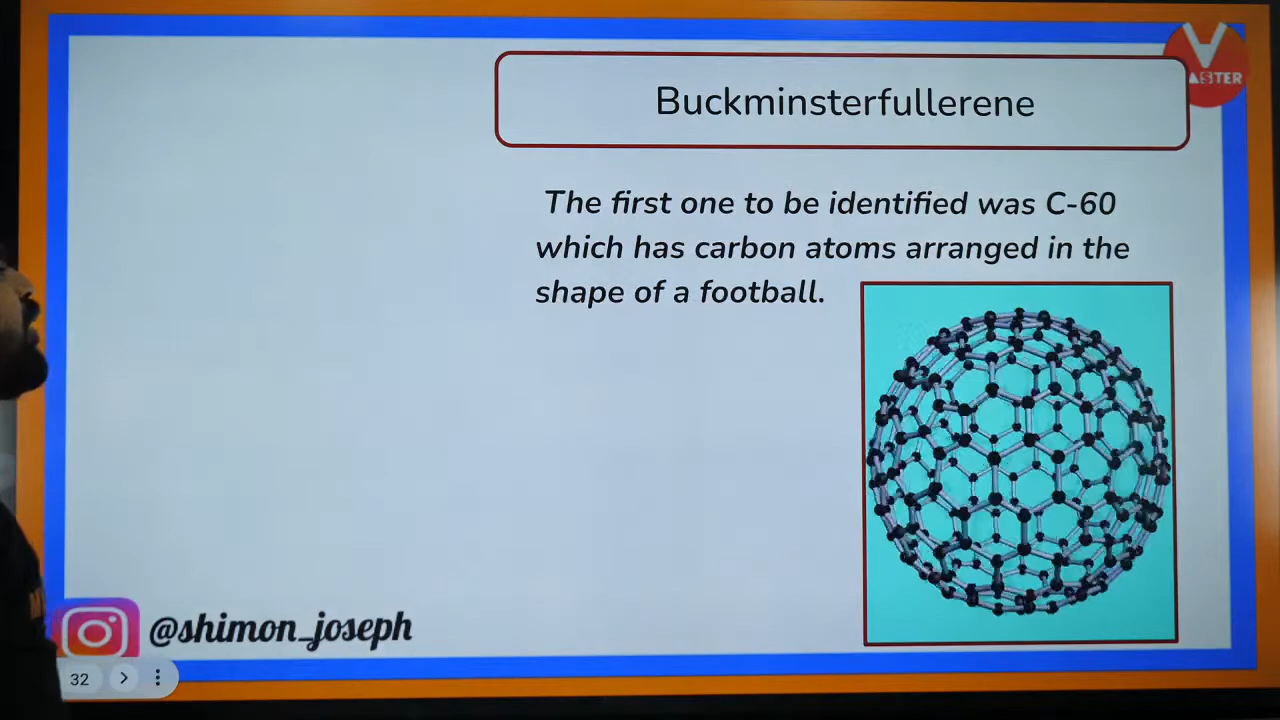 V
MASTER
Buckminsterfullerene
The first one to be identified was C-60
which has carbon atoms arranged in the
shape of a football.
@shimon_joseph
32